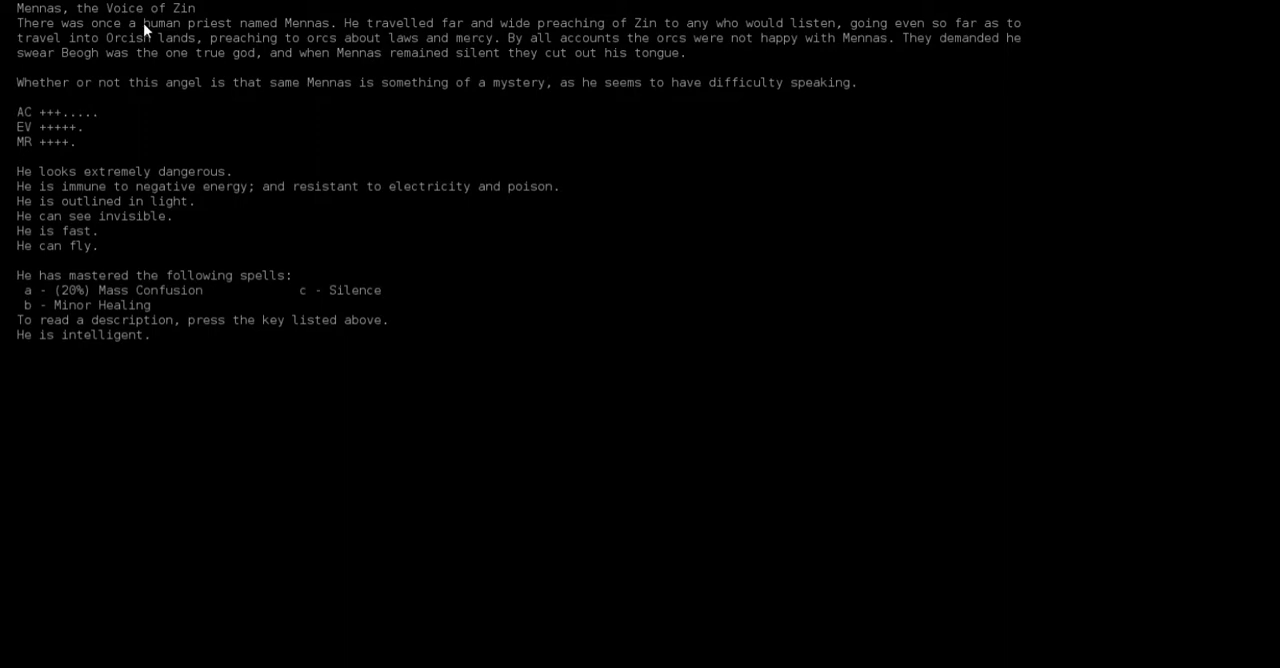 Mennas, the Voice of Zin
There was once a human priest named Mennas. He travelled far and wide preaching of Zin to any who would listen, going even so far as to
travel into Orcish lands, preaching to orcs about laws and mercy. By all accounts the orcs were not happy with Mennas. They demanded he
swear Beogh was the one true god, and when Mennas remained silent they cut out his tongue.
Whether or not this angel is that same Mennas is something of a mystery, as he seems to have difficulty speaking.
AC +++.....
EV +++++.
MR ++++.
He looks extremely dangerous.
He is immune to negative energy; and resistant to electricity and poison.
He is outlined in light.
He can see invisible.
He is fast.
He can fly.
He has mastered the following spells:
a - (20%) Mass Confusion c - Silence
b - Minor Healing
To read a description, press the key listed above.
He is intelligent.